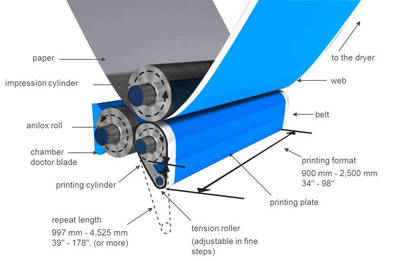 paper
to the dryer
impression cylinder
web
anilox roll
belt
chamber
doctor blade
printing format
900 mm - 2,500 mm
34" - 98"
printing cylinder
printing plate
repeat length
997 mm - 4,525 mm
39" - 178", (or more)
tension roller
(adjustable in fine
steps)